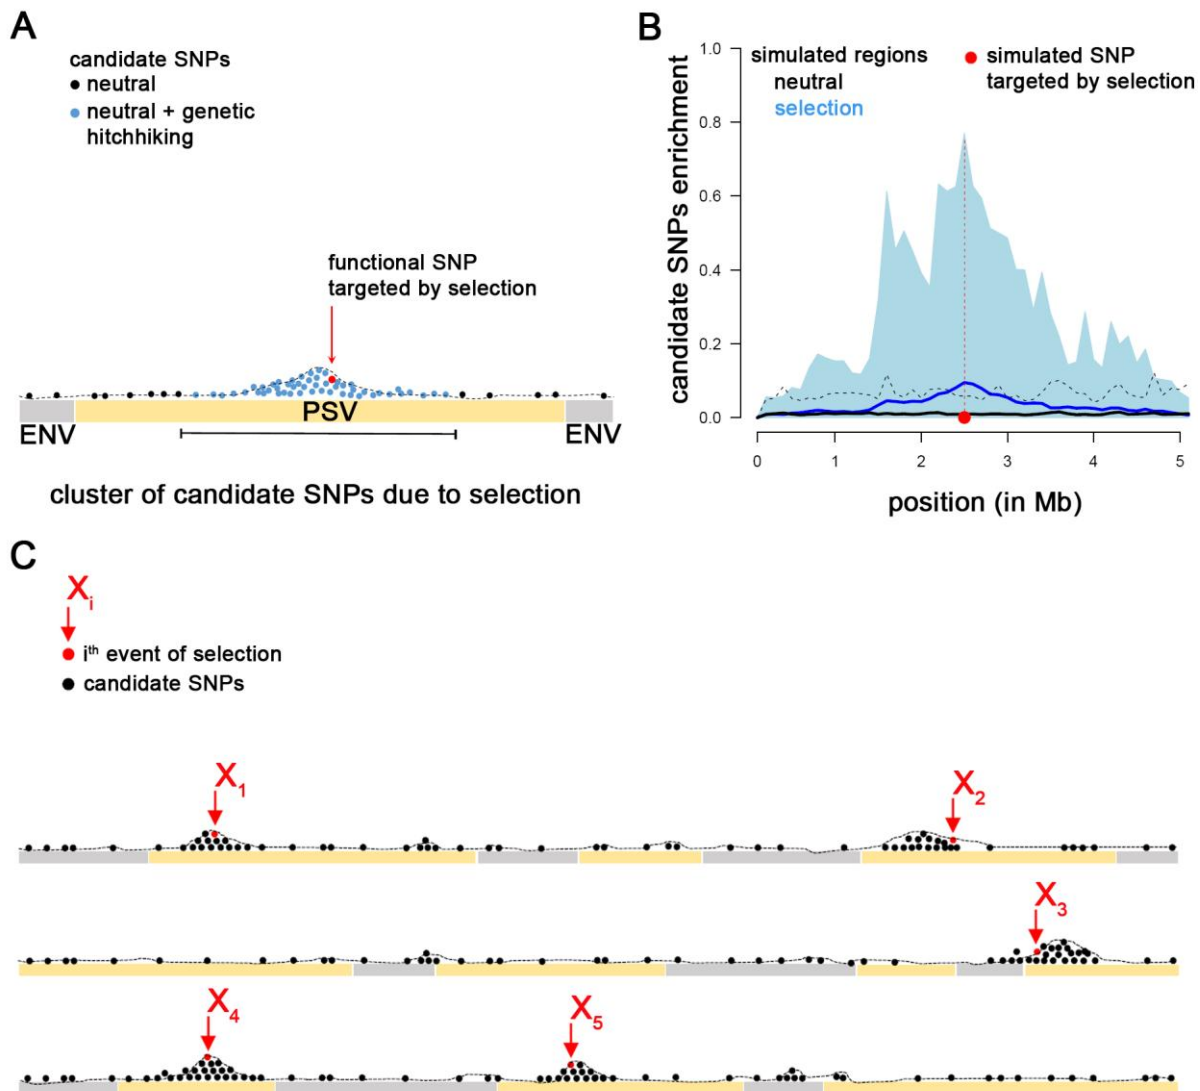 A
candidate SNPs
neutral
neutral + genetic
hitchhiking
functional SNP
targeted by selection
PSV
ENV
ENV
cluster of candidate SNPs due to selection
B
candidate SNPs enrichment
1.0
0.8
0.6
0.4
0.2
0.0
simulated regions
neutral
selection
simulated SNP
targeted by selection
0 1 2 3 4 5
position (in Mb)
C
Xi
ith event of selection
candidate SNPs
X1
X2
X3
X4
X5